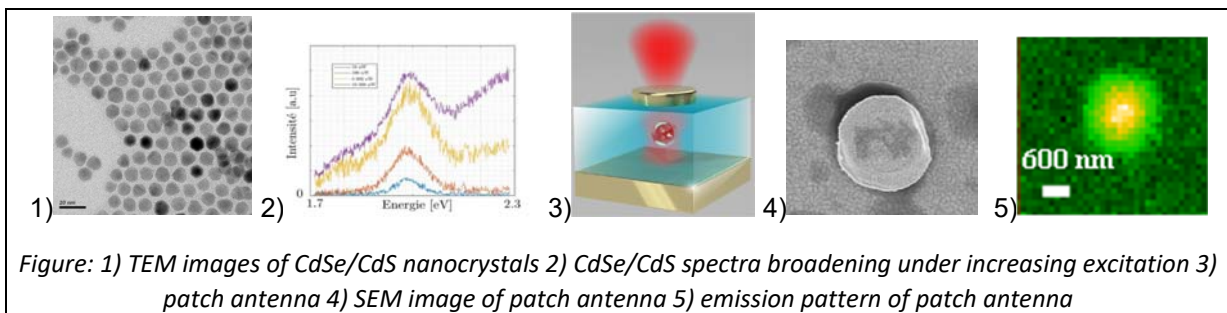 Intensité [a.u]
0
1.7
Energie [eV]
2.3
600 nm
1)
2)
3)
4)
5)
Figure: 1) TEM images of CdSe/CdS nanocrystals 2) CdSe/CdS spectra broadening under increasing excitation 3)
patch antenna 4) SEM image of patch antenna 5) emission pattern of patch antenna